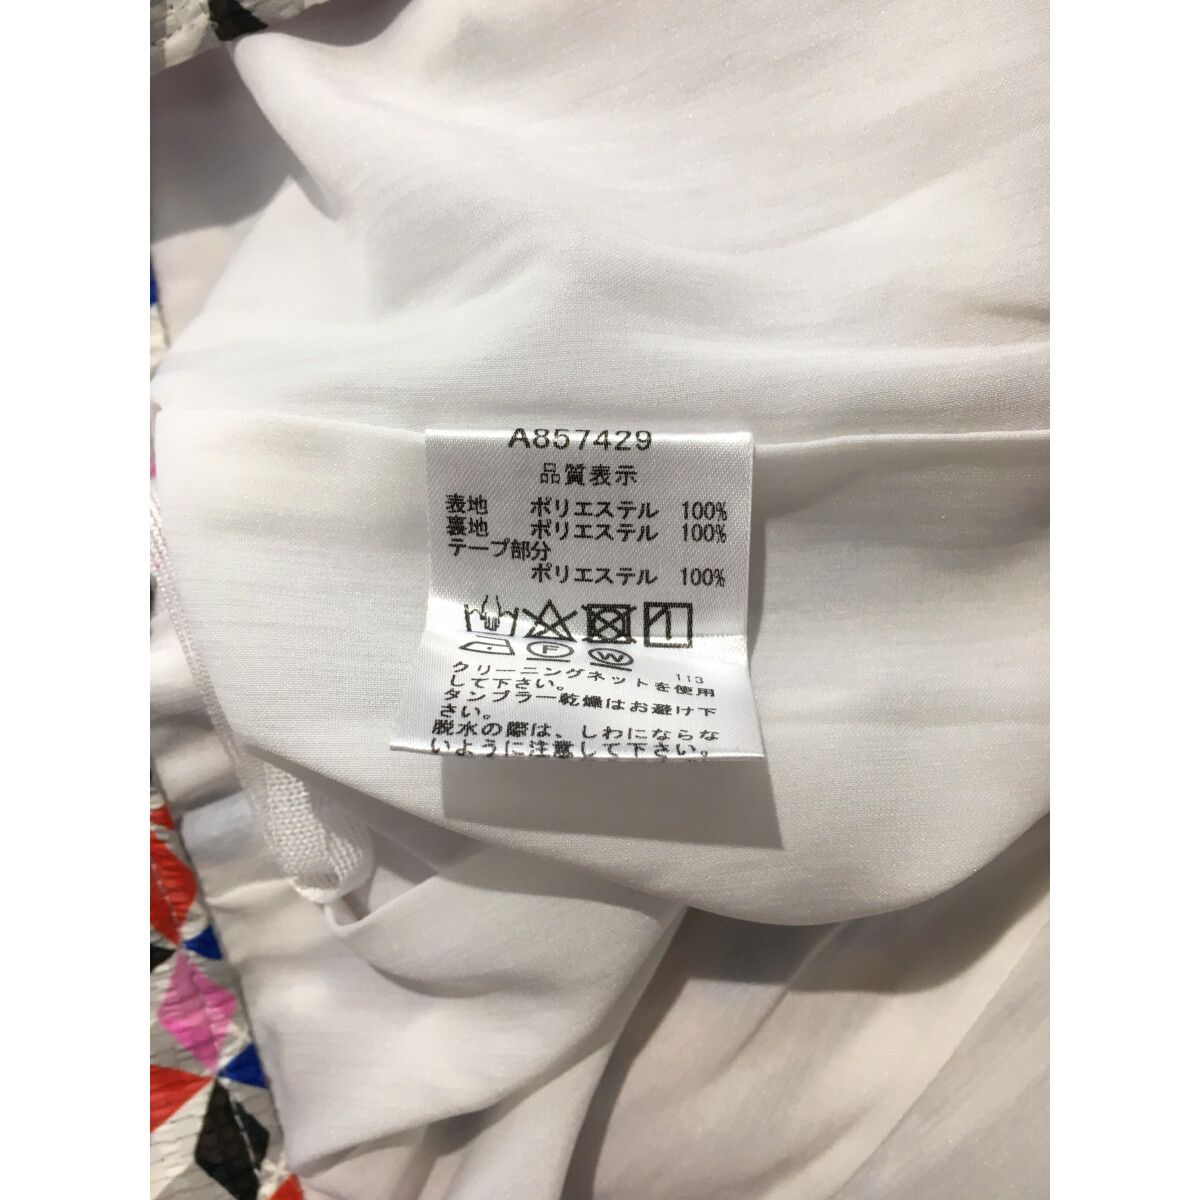 A857429
品質表示
表地 ポリエステル 100%
裏地 ポリエステル 100%
テープ部分
ポリエステル 100%
F W
113
クリーニングネットを使用
して下さい。
タンブラー乾燥はお避け下
さい。
脱水の際は、しわにならな
いように注意して下さい。